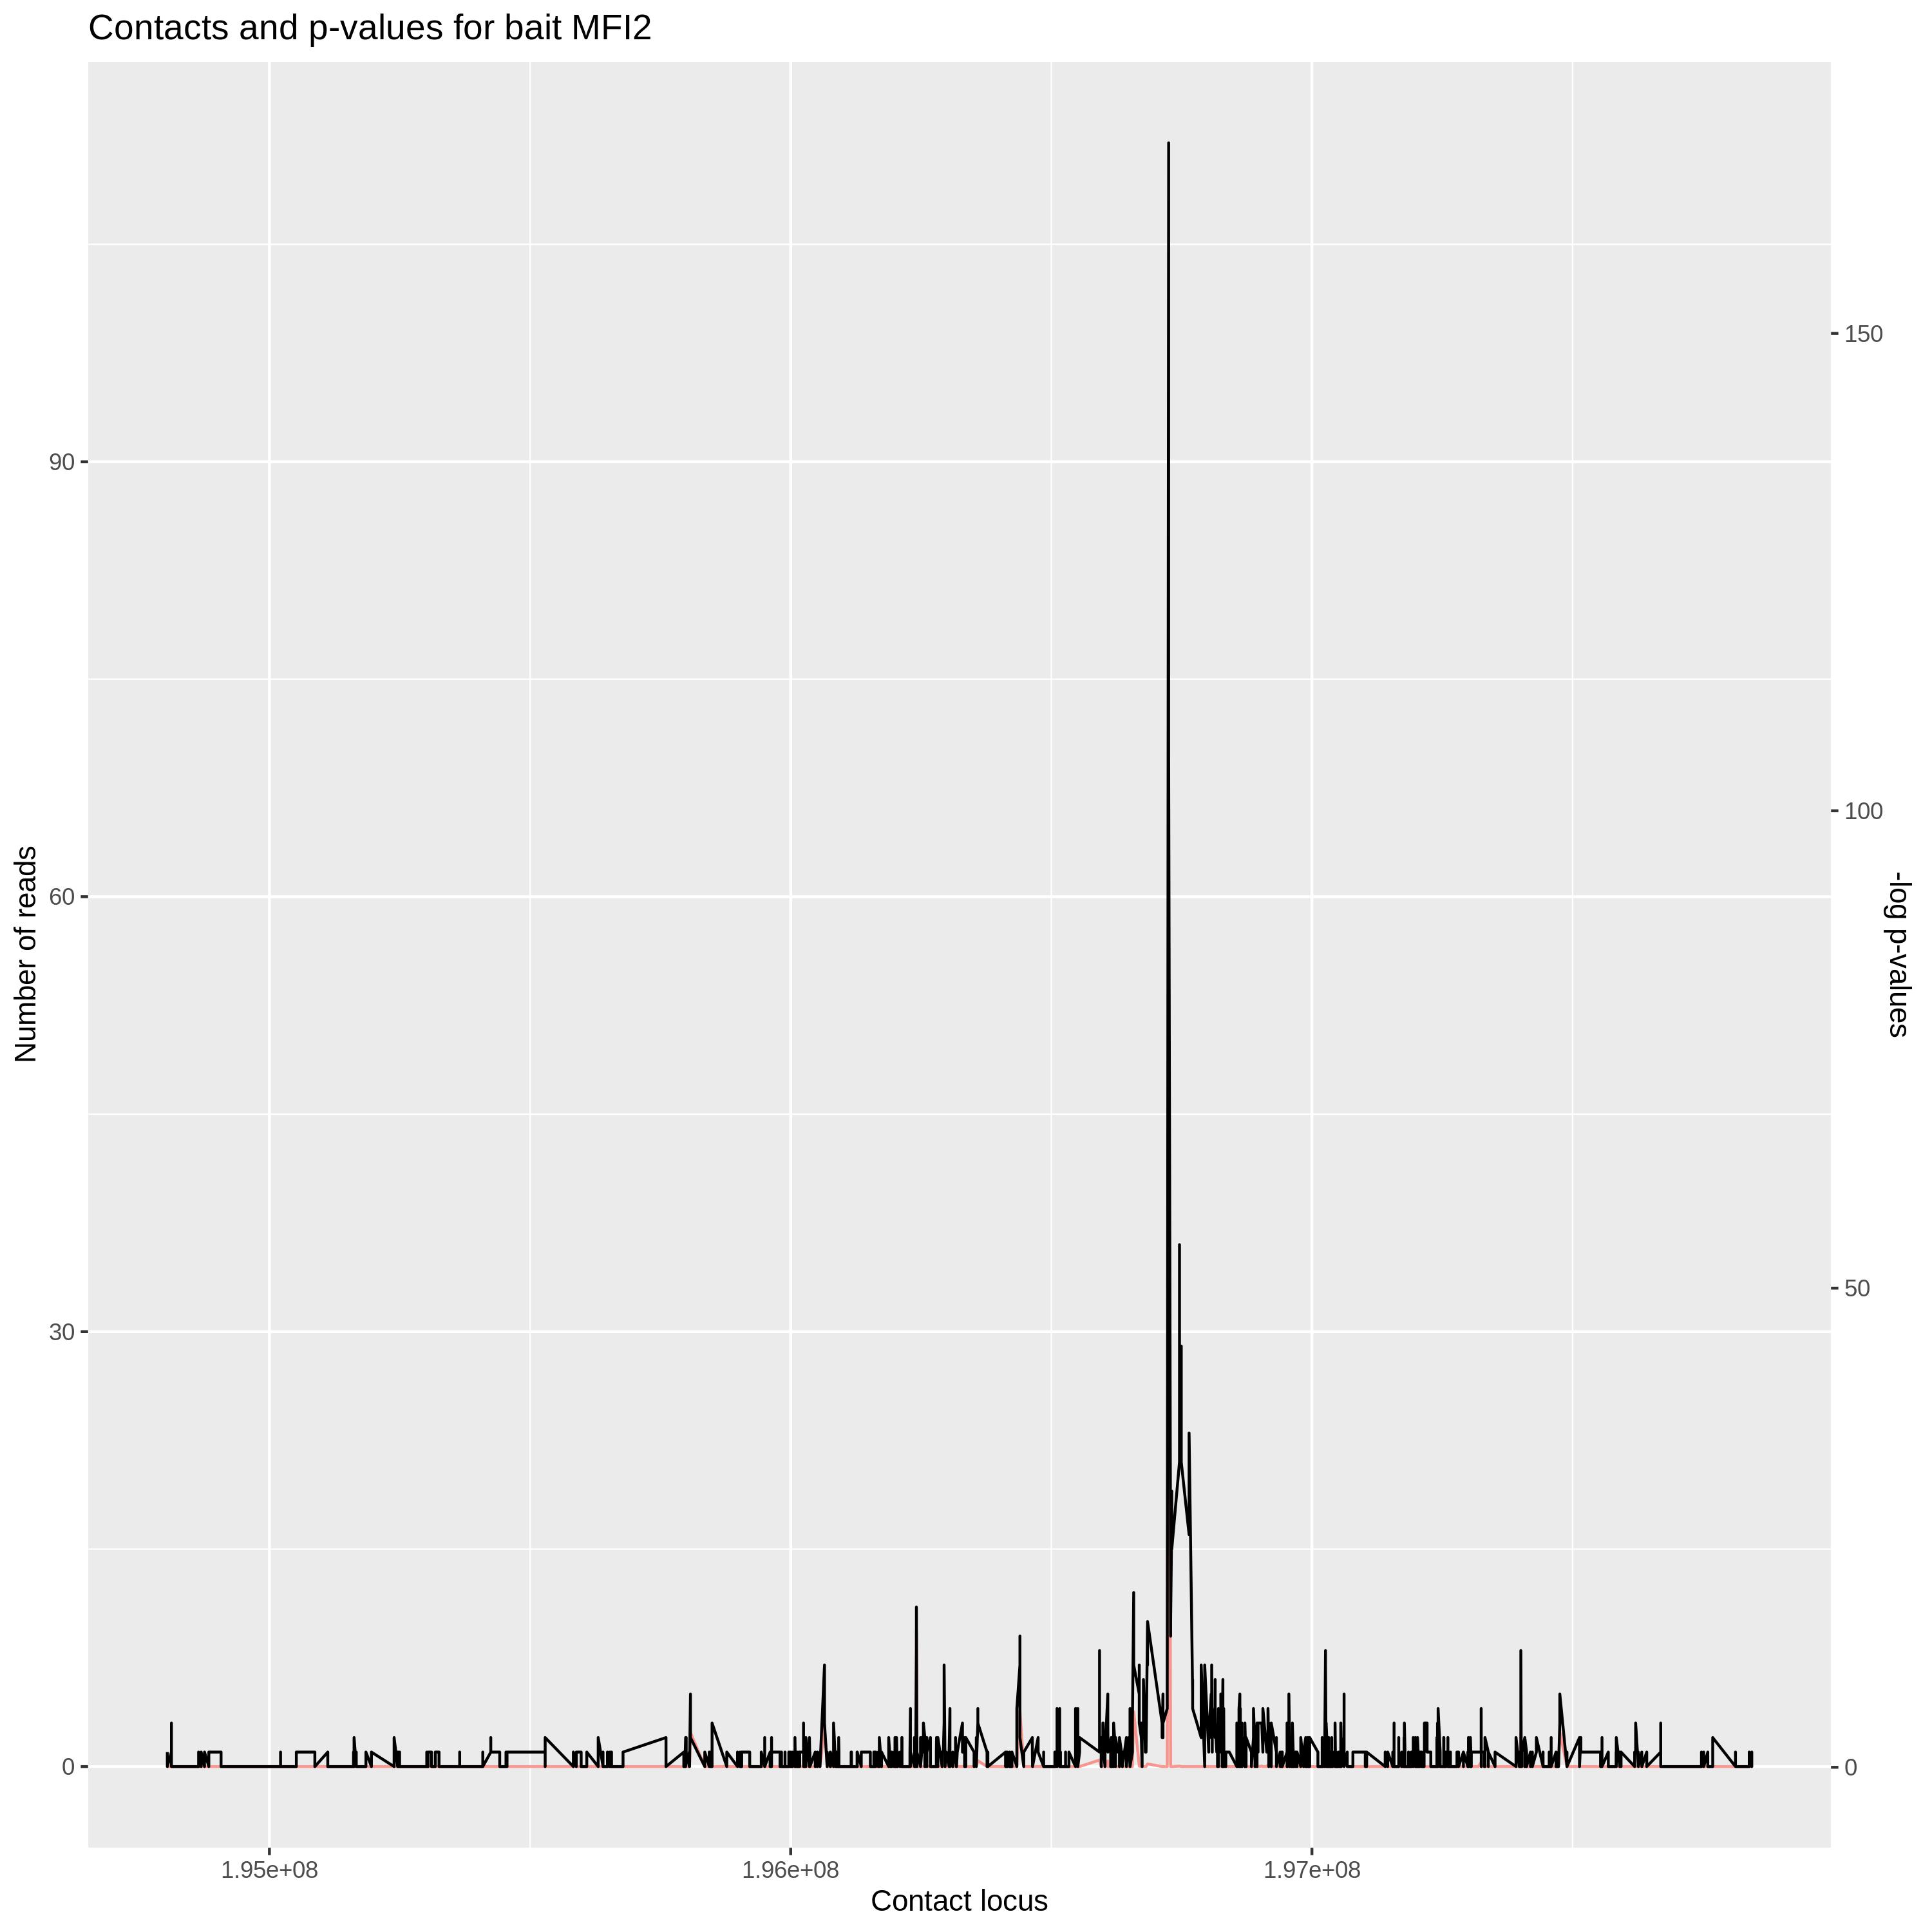 Contacts and p-values for bait MFI2
Number of reads
90
60
30
0
150
100
50
0
-log p-values
1.95e+08
1.96e+08
1.97e+08
Contact locus